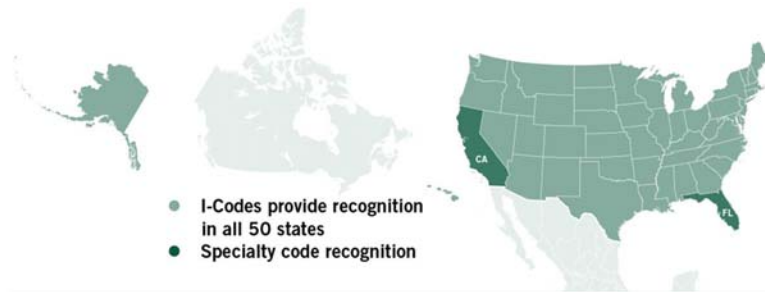 CA
FL
I-Codes provide recognition
in all 50 states
Specialty code recognition